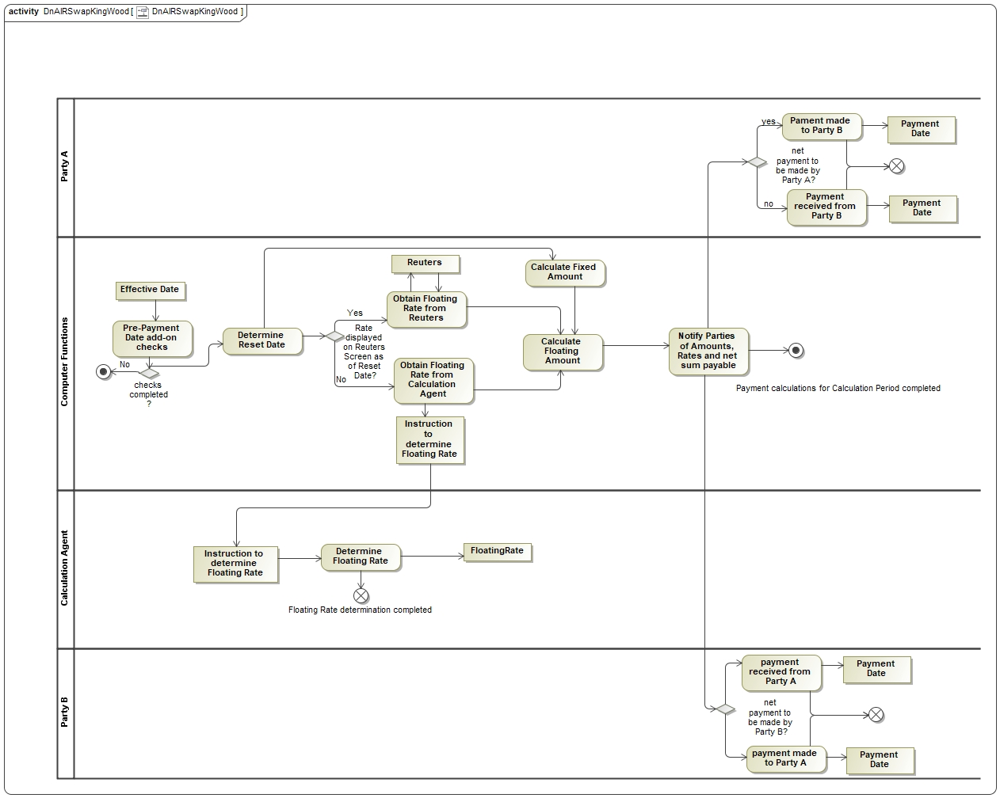 activity DnAIRSwapKingWood [ DnAIRSwapKingWood ]
Party A
yes
Pament made
to Party B
Payment
Date
net
payment to
be made by
Party A?
no
Payment
received from
Party B
Payment
Date
Computer Functions
Effective Date
Pre-Payment
Date add-on
checks
No
checks
completed
?
Determine
Reset Date
Yes
Rate
displayed
on Reuters
Screen as
of Reset
Date?
No
Reuters
Obtain Floating
Rate from
Reuters
Obtain Floating
Rate from
Calculation
Agent
Instruction
to
determine
Floating Rate
Calculate Fixed
Amount
Calculate
Floating
Amount
Notify Parties
of Amounts,
Rates and net
sum payable
Payment calculations for Calculation Period completed
Calculation Agent
Instruction to
determine
Floating Rate
Determine
Floating Rate
FloatingRate
Floating Rate determination completed
Party B
payment
received from
Party A
Payment
Date
net
payment to
be made by
Party B?
payment made
to Party A
Payment
Date